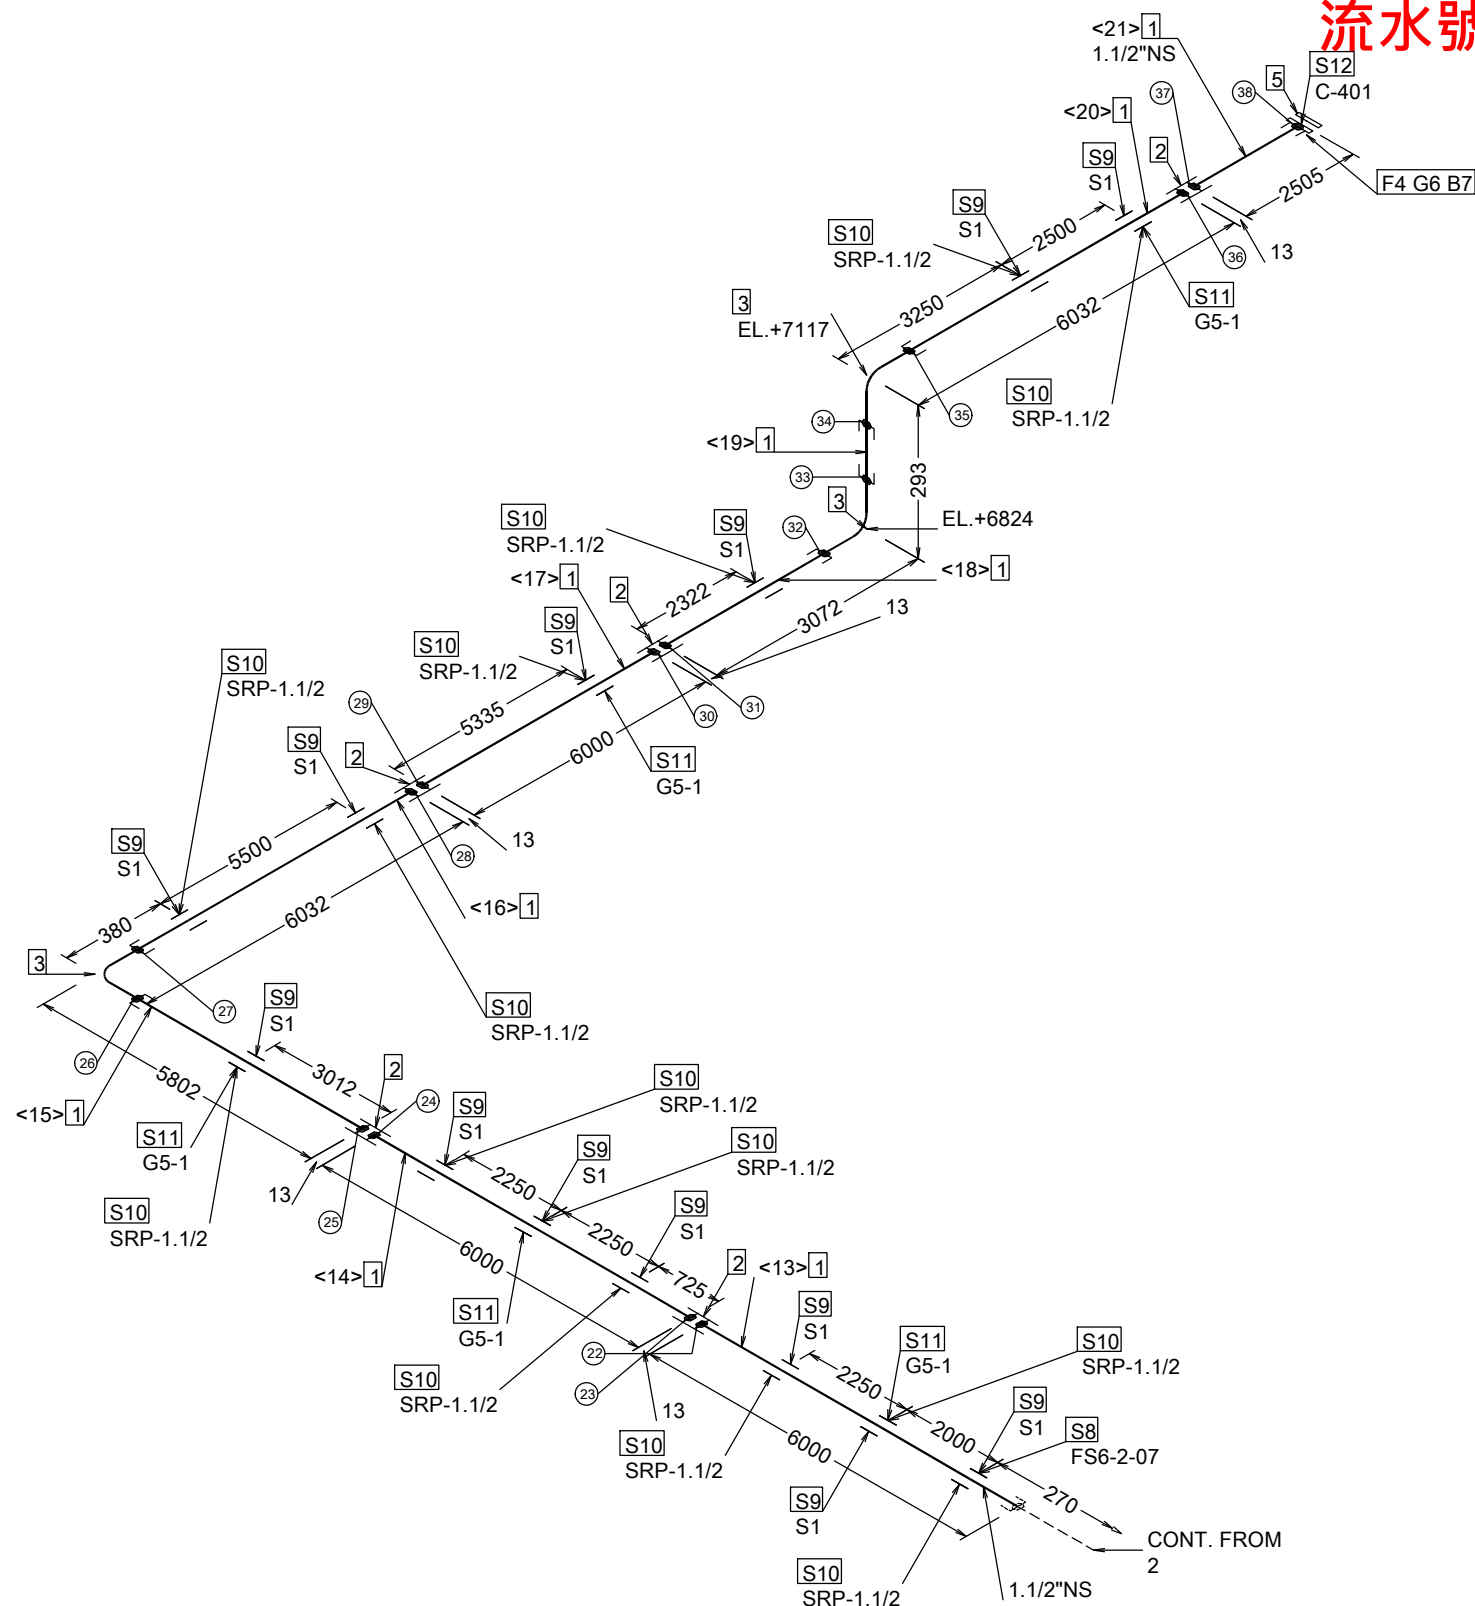 流水號
<21> 1
1.1/2"NS
5
S12
C-401
38
37
<20> 1
2
S9
S1
F4 G6 B7
2505
13
36
S9
S1
2500
S10
SRP-1.1/2
3250
3
EL.+7117
6032
S11
G5-1
S10
SRP-1.1/2
35
34
<19> 1
33
293
3
EL.+6824
32
S10
SRP-1.1/2
S9
S1
<18> 1
<17> 1
2
2322
3072
13
S9
S1
S10
SRP-1.1/2
31
30
S10
SRP-1.1/2
29
5335
6000
S11
G5-1
S9
S1
2
13
28
5500
S9
S1
6032
<16> 1
380
3
27
S10
SRP-1.1/2
S9
S1
26
5802
3012
2
24
<15> 1
S11
G5-1
S10
SRP-1.1/2
S9
S1
S10
SRP-1.1/2
S9
S1
S10
SRP-1.1/2
13
25
2250
2250
S9
S1
<14> 1
6000
725
2
<13> 1
S11
G5-1
S10
SRP-1.1/2
22
23
13
S9
S1
S11
G5-1
S10
SRP-1.1/2
2250
2000
S9
S1
S8
FS6-2-07
S10
SRP-1.1/2
6000
270
S9
S1
CONT. FROM
2
S10
SRP-1.1/2
1.1/2"NS